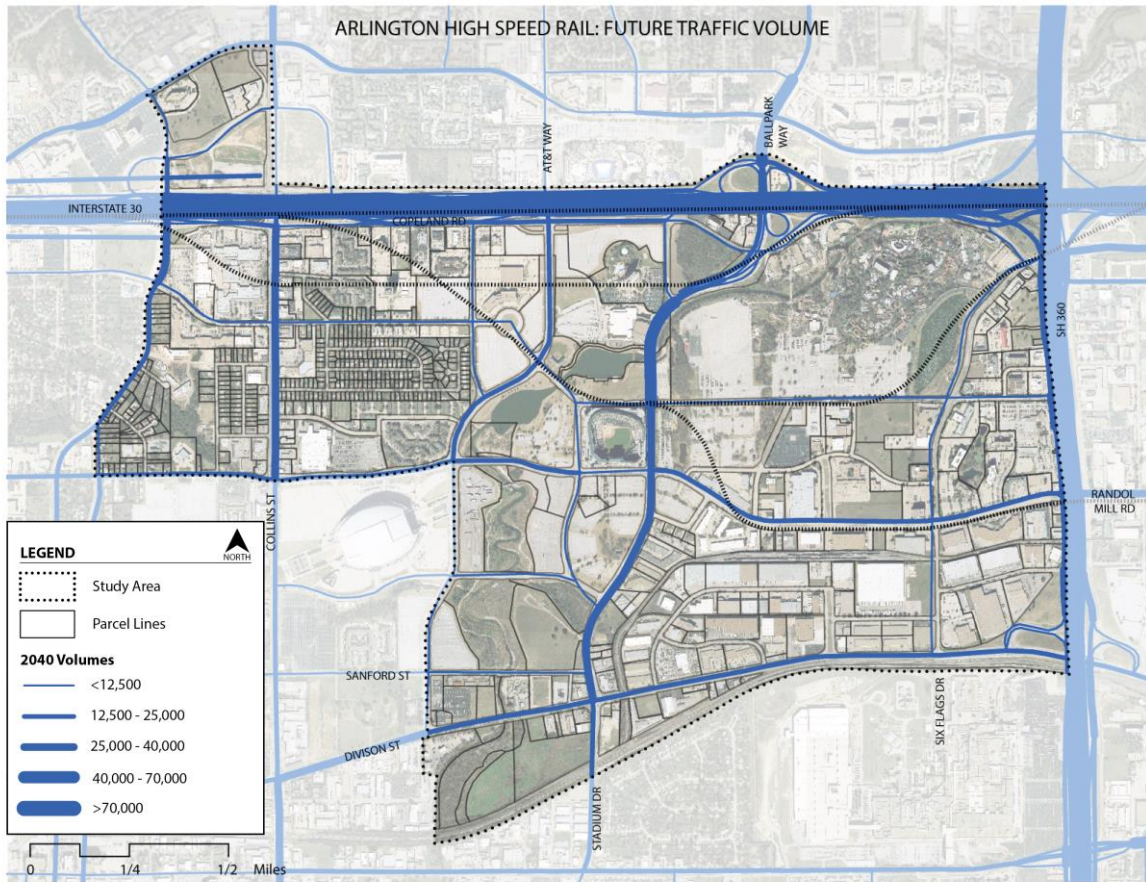 ARLINGTON HIGH SPEED RAIL: FUTURE TRAFFIC VOLUME
AT&T WAY
BALLPARK
WAY
INTERSTATE 30
COPELAND RD
SH 360
RANDOL
MILL RD
COLLINS ST
LEGEND
NORTH
Study Area
Parcel Lines
2040 Volumes
<12,500
12,500 - 25,000
25,000 - 40,000
40,000 - 70,000
>70,000
SANFORD ST
DIVISON ST
SIX FLAGS DR
STADIUM DR
0 1/4 1/2 Miles